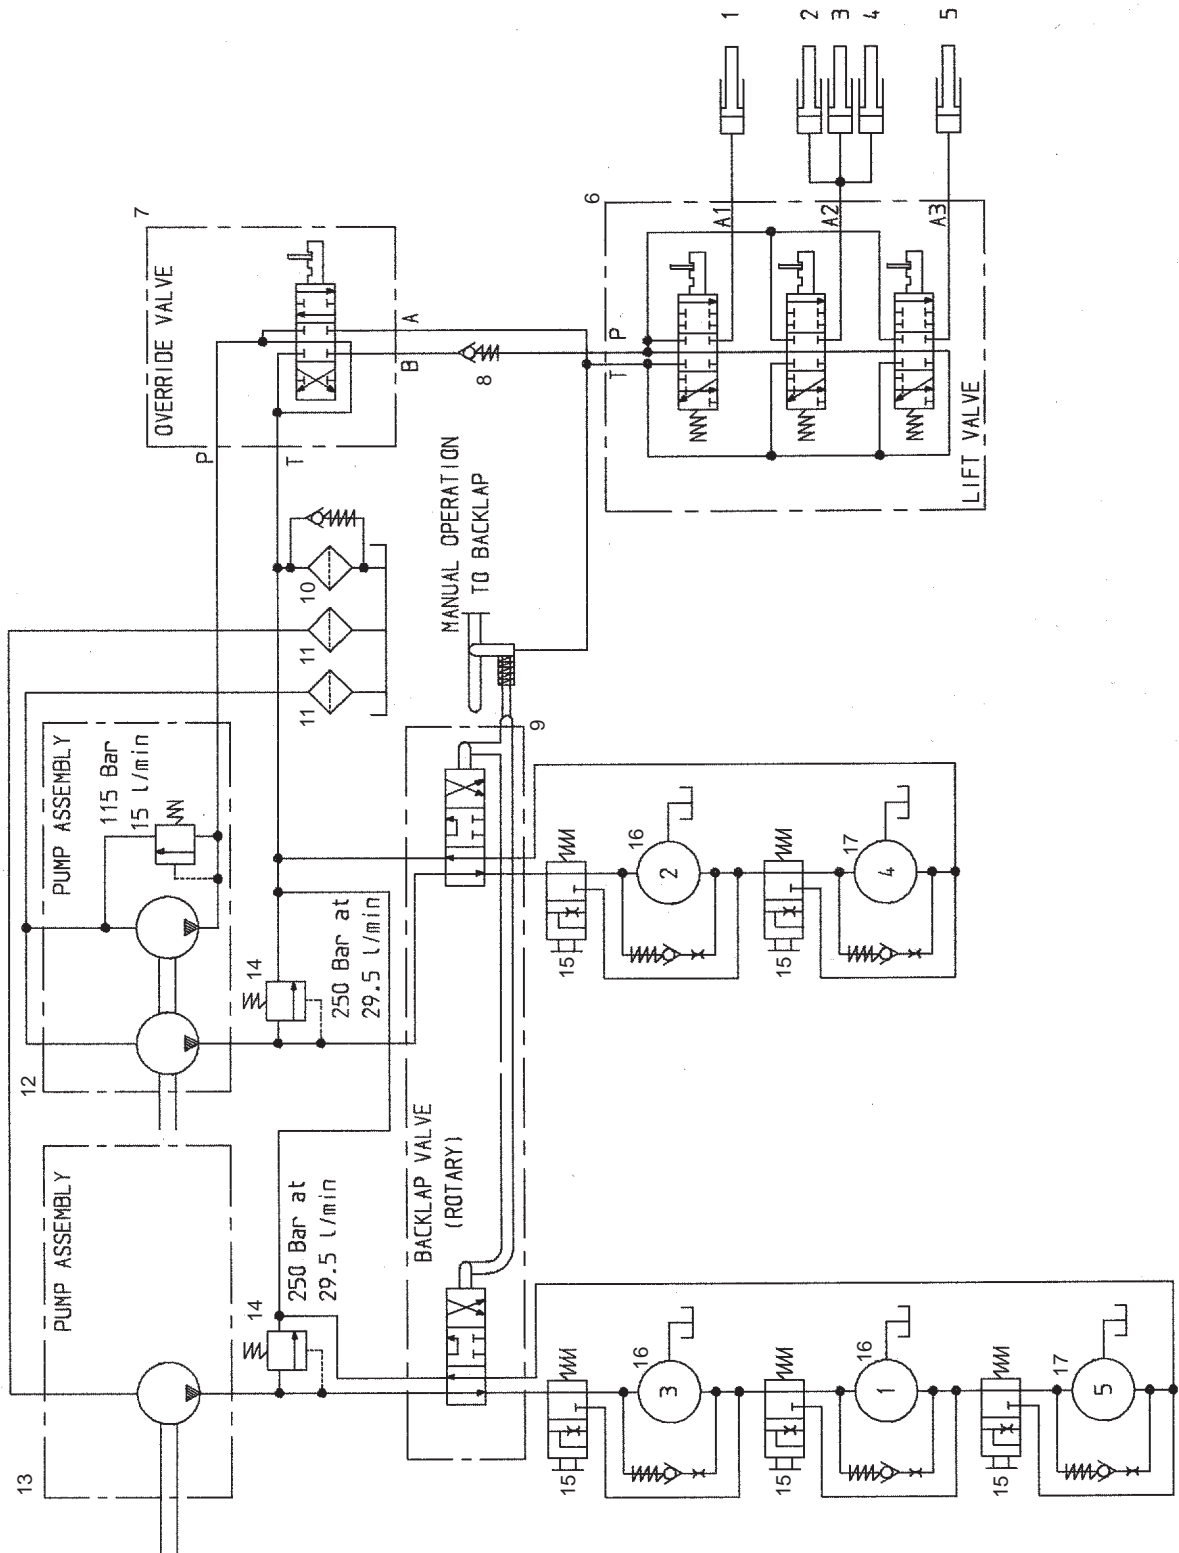 1
2
3
4
5
6
7
OVERRIDE VALVE
P
T
A
B
8
T
P
A1
A2
A3
LIFT VALVE
MANUAL OPERATION
TO BACKLAP
10
11
11
9
PUMP ASSEMBLY
115 Bar
15 l/min
12
14
250 Bar at
29.5 l/min
BACKLAP VALVE
(ROTARY)
PUMP ASSEMBLY
13
14
250 Bar at
29.5 l/min
15
16
2
15
17
4
15
16
3
15
16
1
15
17
5